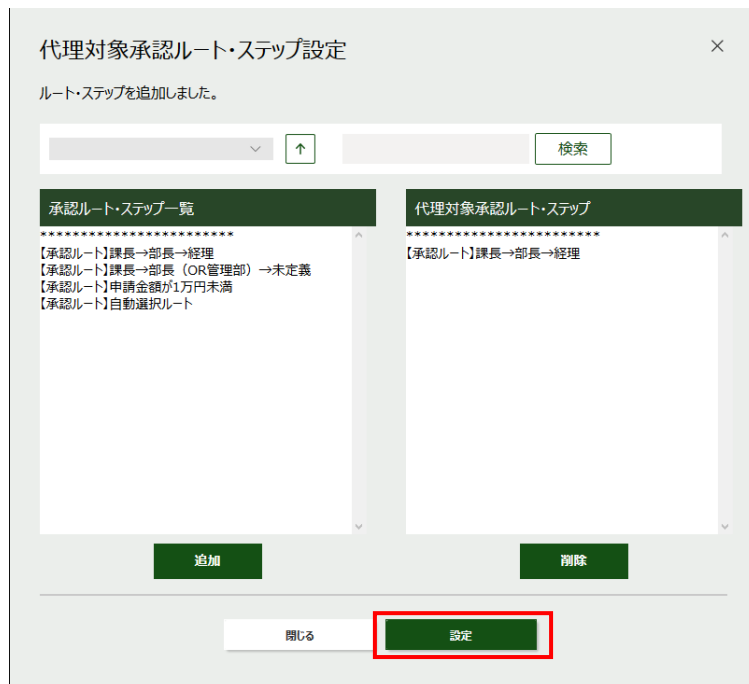 代理対象承認ルート・ステップ設定
ルート・ステップを追加しました。
検索
承認ルート・ステップ一覧
************************
【承認ルート】課長→部長→経理
【承認ルート】課長→部長（OR管理部）→未定義
【承認ルート】申請金額が1万円未満
【承認ルート】自動選択ルート
追加
代理対象承認ルート・ステップ
************************
【承認ルート】課長→部長→経理
削除
閉じる
設定